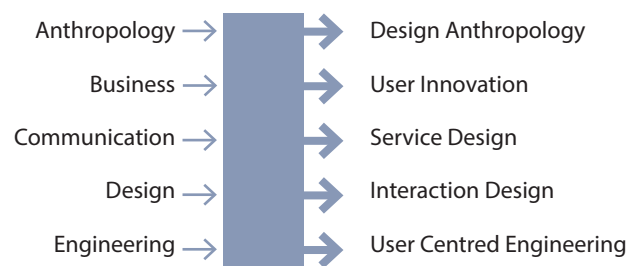 Anthropology Design Anthropology
Business User Innovation
Communication Service Design
Design Interaction Design
Engineering User Centred Engineering